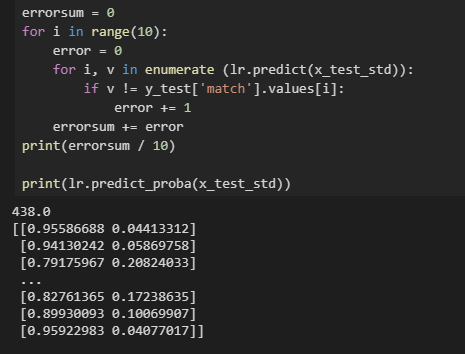 errorsum = 0
for i in range(10):
    error = 0
    for i, v in enumerate (lr.predict(x_test_std)):
        if v != y_test['match'].values[i]:
            error += 1
    errorsum += error
print(errorsum / 10)

print(lr.predict_proba(x_test_std))
438.0
[[0.95586688 0.04413312]
 [0.94130242 0.05869758]
 [0.79175967 0.20824033]
 ...
 [0.82761365 0.17238635]
 [0.89930093 0.10069907]
 [0.95922983 0.04077017]]